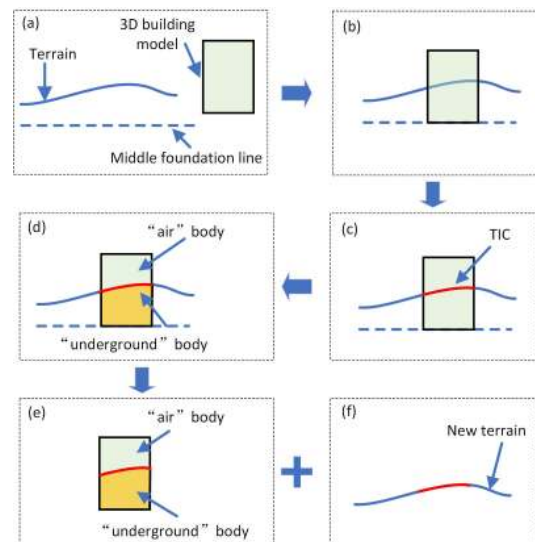 (a)
3D building
model
Terrain
Middle foundation line
(b)
(d)
“air” body
“underground” body
(c)
TIC
(e)
“air” body
“underground” body
(f)
New terrain